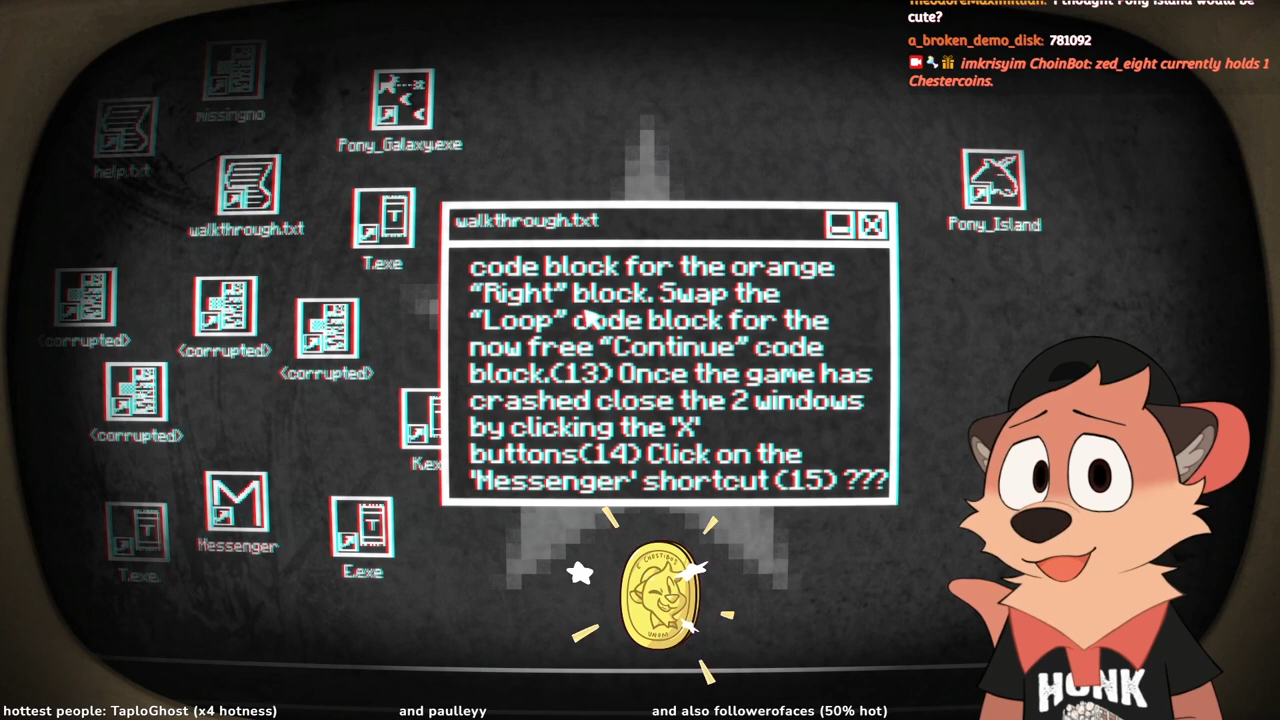 TheodoreMaximillian: I thought Pony Island would be
cute?
a_broken_demo_disk: 781092
imkrisyim ChoinBot: zed_eight currently holds 1
Chestercoins.
missingno
help.txt
Pony_Galaxy.exe
walkthrough.txt
T.exe
Pony_Island
walkthrough.txt
code block for the orange
“Right” block. Swap the
“Loop” code block for the
now free “Continue” code
block.(13) Once the game has
crashed close the 2 windows
by clicking the 'X'
buttons(14) Click on the
'Messenger' shortcut (15) ???
<corrupted>
<corrupted>
<corrupted>
<corrupted>
Messenger
T.exe
E.exe
HONK
hottest people: TaploGhost (x4 hotness)
and paulleyy
and also followerofaces (50% hot)